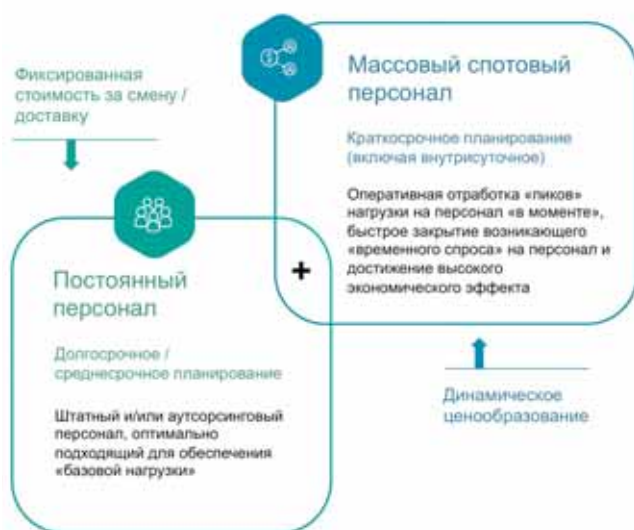 Фиксированная
стоимость за смену /
доставку
Массовый спотовый
персонал
Краткосрочное планирование
(включая внутрисуточное)
Оперативная отработка «пиков»
нагрузки на персонал «в моменте»,
быстрое закрытие возникающего
«временного спроса» на персонал и
достижение высокого
экономического эффекта
+
Постоянный
персонал
Долгосрочное /
среднесрочное планирование
Штатный и/или аутсорсинговый
персонал, оптимально
подходящий для обеспечения
«базовой нагрузки»
Динамическое
ценообразование